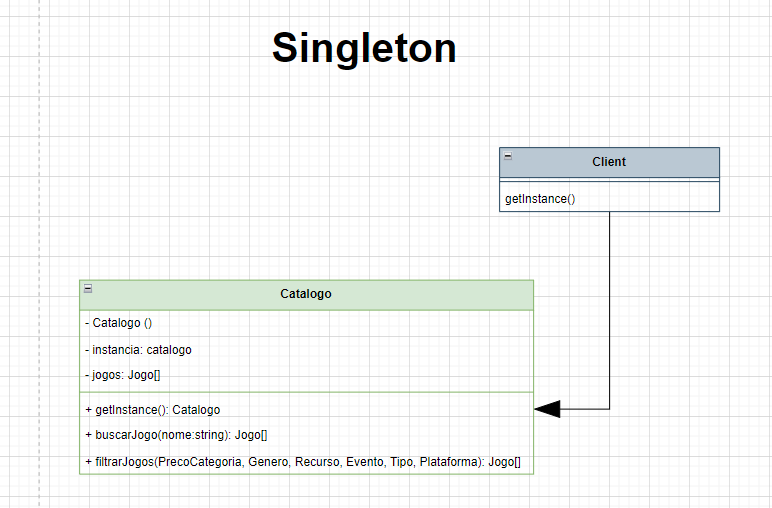 Singleton
Client
getInstance()
Catalogo
- Catalogo ()
- instancia: catalogo
- jogos: Jogo[]
+ getInstance(): Catalogo
+ buscarJogo(nome:string): Jogo[]
+ filtrarJogos(PrecoCategoria, Genero, Recurso, Evento, Tipo, Plataforma): Jogo[]